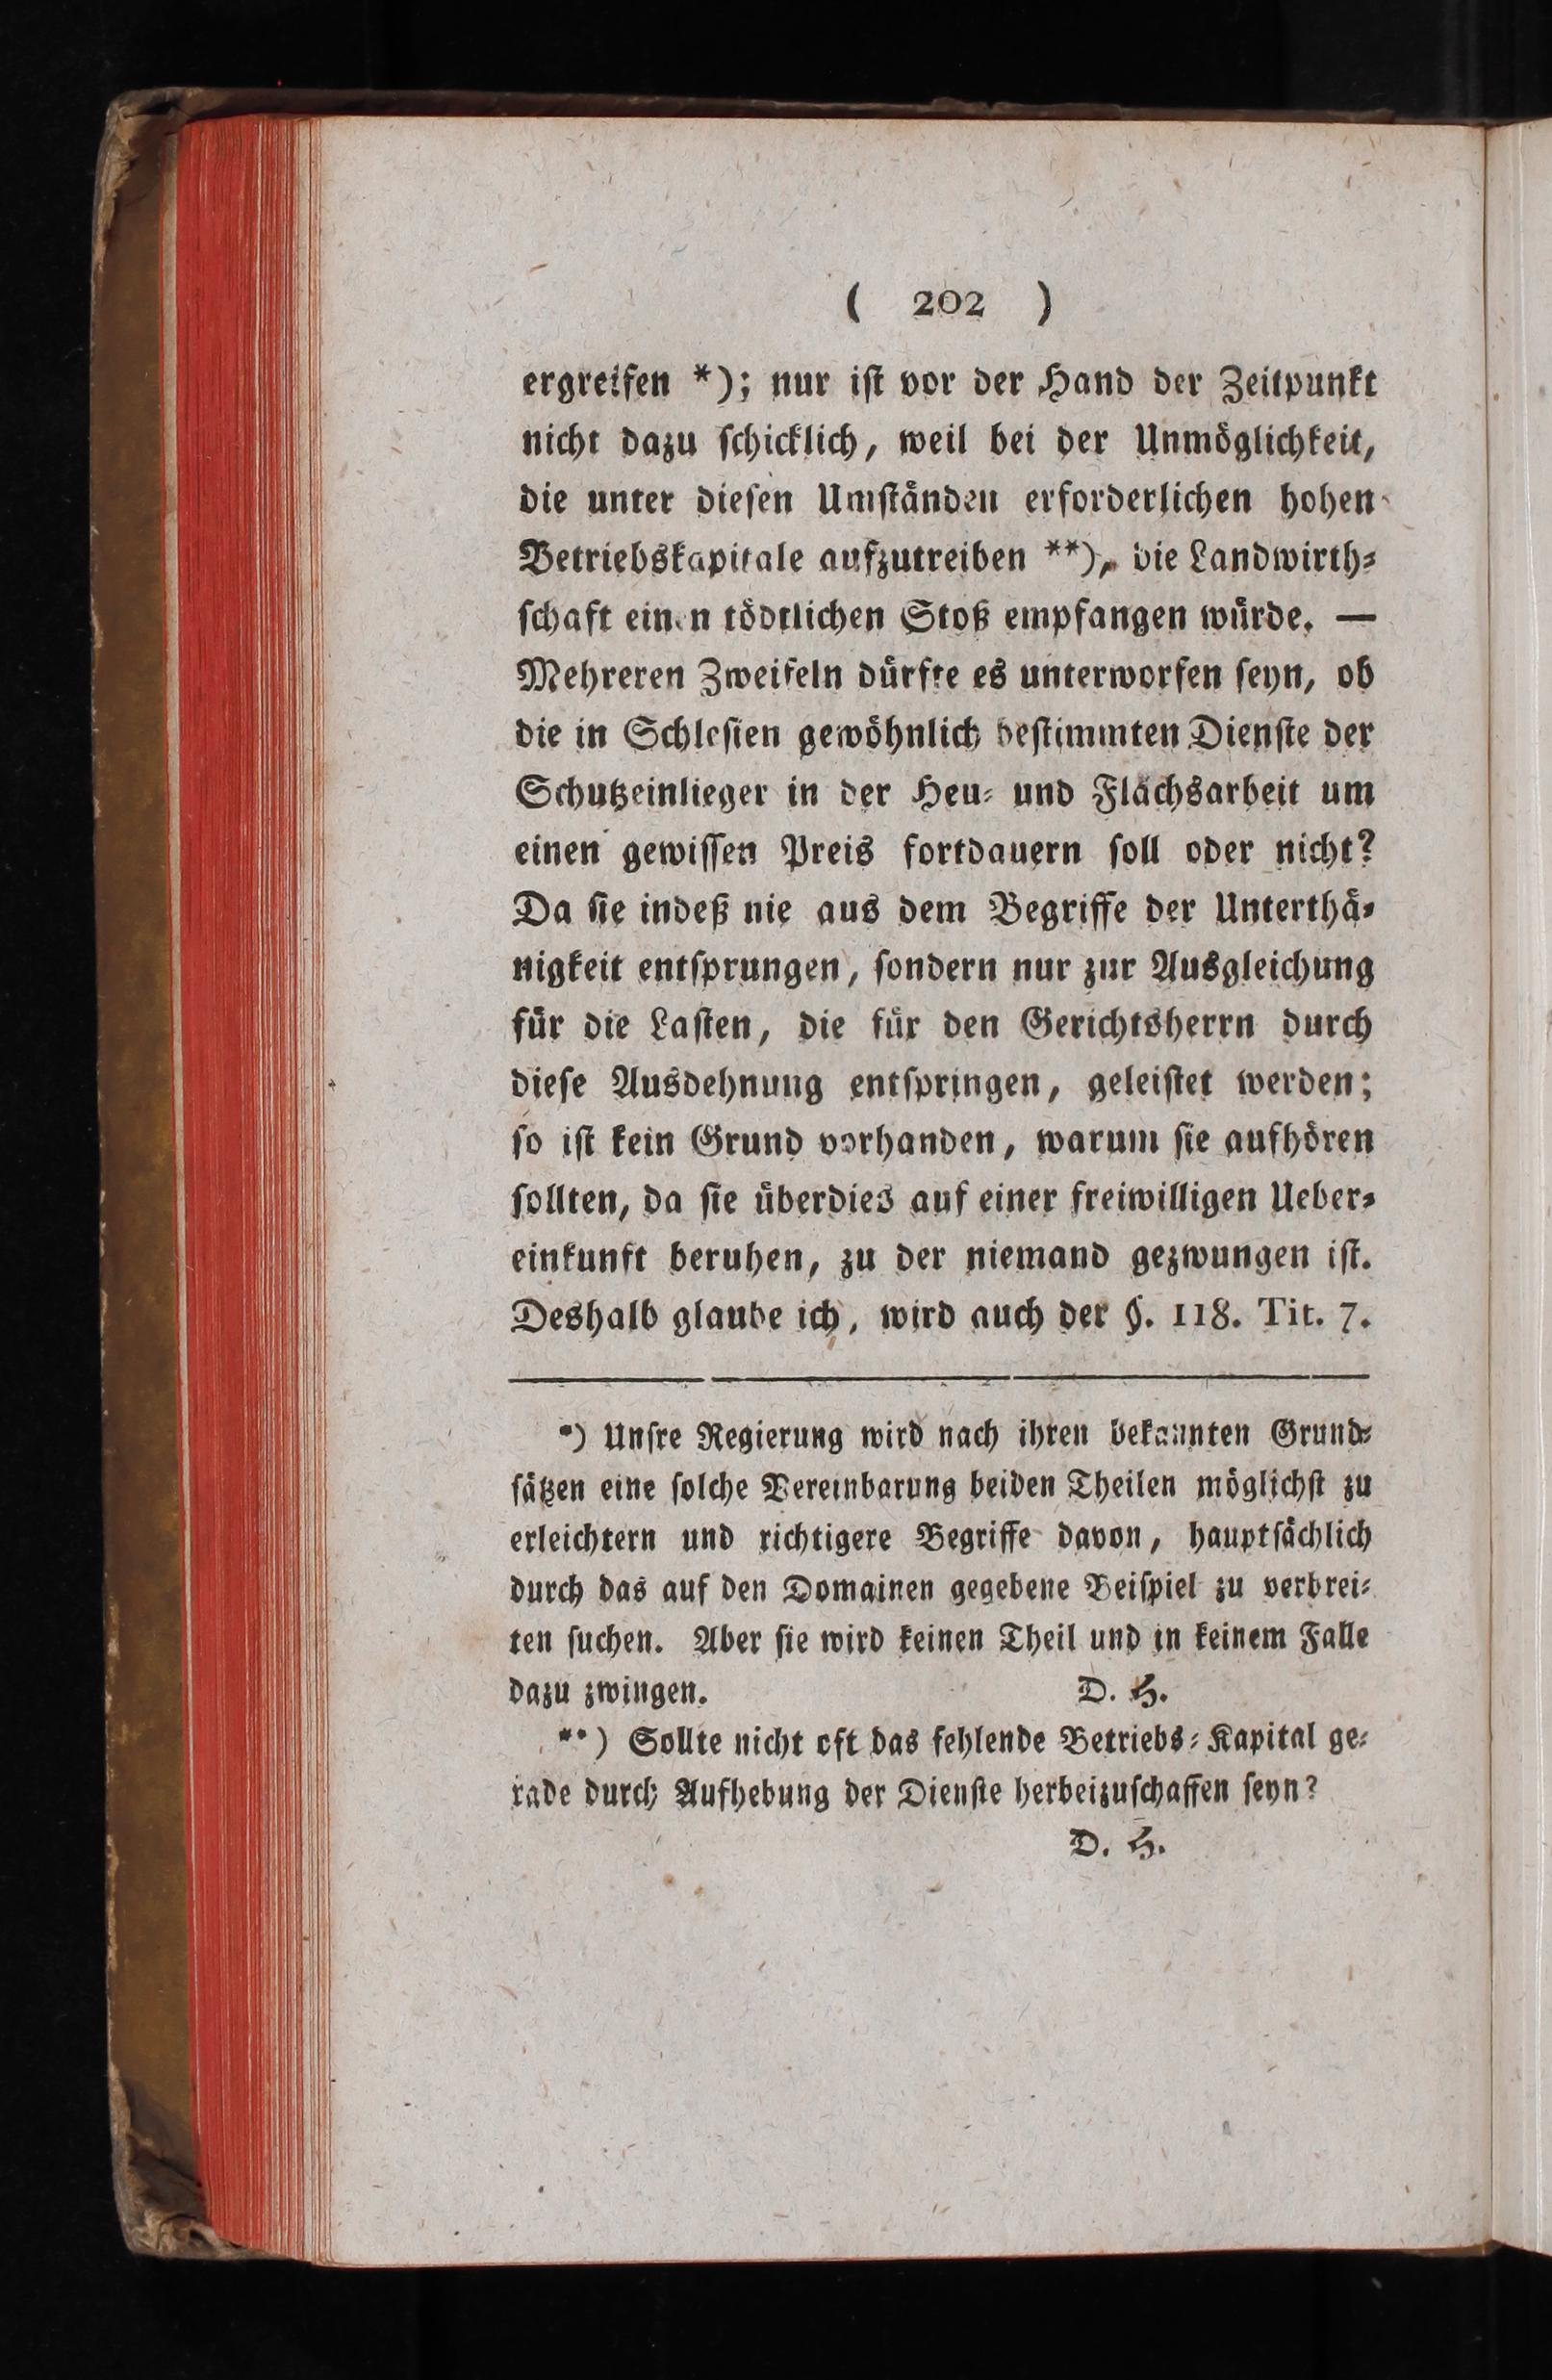 ( 202 )
ergreifen *); nur iſt vor der Hand der Zeitpunkt
nicht dazu ſchicklich, weil bei der Unmöglichkeit,
die unter dieſen Umſtänden erforderlichen hohen
Betriebskapitale aufzutreiben **), die Landwirth-
ſchaft einen tödtlichen Stoß empfangen würde. —
Mehreren Zweifeln dürfte es unterworfen ſeyn, ob
die in Schleſien gewöhnlich beſtimmten Dienſte der
Schutzeinlieger in der Heu- und Flachsarbeit um
einen gewiſſen Preis fortdauern ſoll oder nicht?
Da ſie indeß nie aus dem Begriffe der Unterthä-
nigkeit entſprungen, ſondern nur zur Ausgleichung
für die Laſten, die für den Gerichtsherrn durch
dieſe Ausdehnung entſpringen, geleiſtet werden;
ſo iſt kein Grund vorhanden, warum ſie aufhören
ſollten, da ſie überdies auf einer freiwilligen Ueber-
einkunft beruhen, zu der niemand gezwungen iſt.
Deshalb glaube ich, wird auch der §. 118. Tit. 7.
*) Unſre Regierung wird nach ihren bekannten Grund-
ſätzen eine ſolche Vereinbarung beiden Theilen möglichſt zu
erleichtern und richtigere Begriffe davon, hauptſächlich
durch das auf den Domainen gegebene Beiſpiel zu verbrei-
ten ſuchen. Aber ſie wird keinen Theil und in keinem Falle
dazu zwingen. D. H.
**) Sollte nicht oft das fehlende Betriebs-Kapital ge-
rade durch Aufhebung der Dienſte herbeizuſchaffen ſeyn?
D. H.